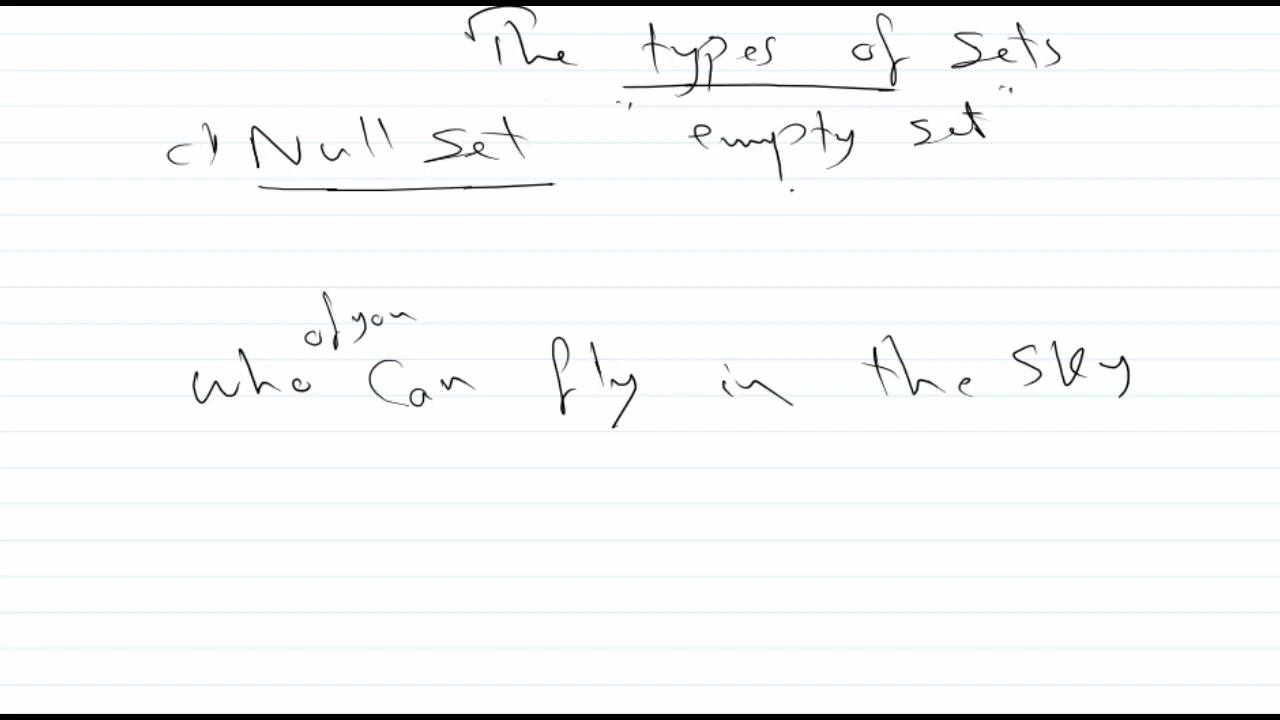 The types of sets
c) Null set "empty set"
of you
who can fly in the sky